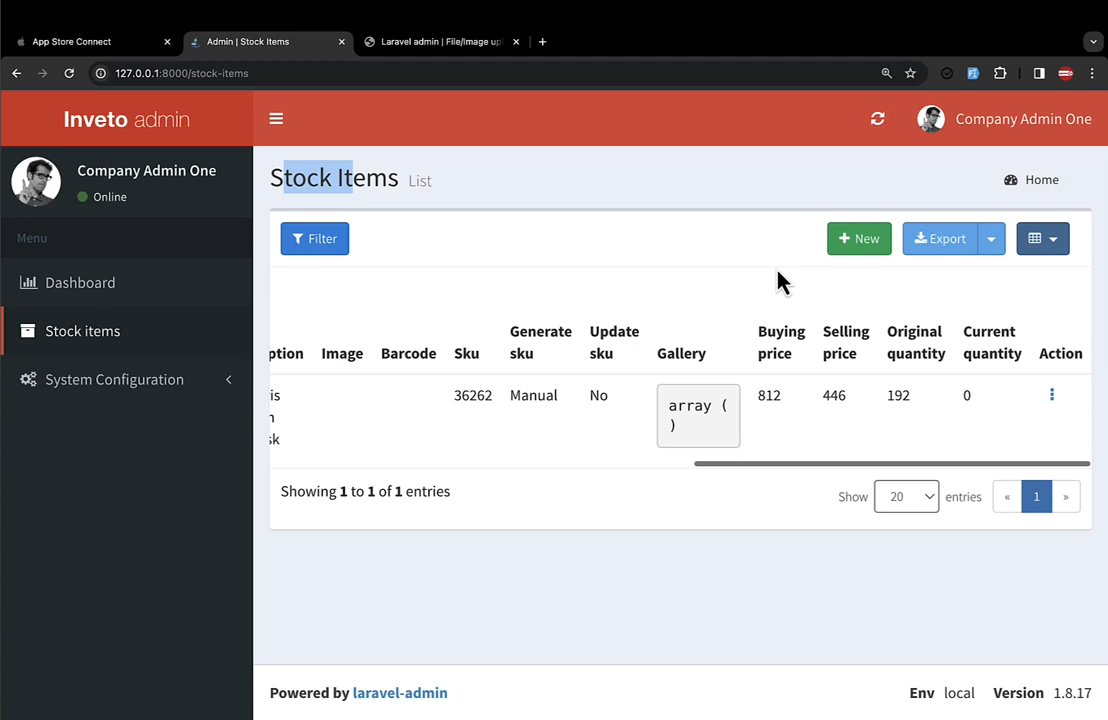 App Store Connect
Admin | Stock Items
Laravel admin | File/Image up
127.0.0.1:8000/stock-items
Inveto admin
Company Admin One
Company Admin One
Online
Menu
Dashboard
Stock items
System Configuration
Stock Items List
Home
Filter
New
Export
ption Image Barcode Sku Generate sku Update sku Gallery Buying price Selling price Original quantity Current quantity Action
is
n
sk
36262 Manual No
array (
)
812 446 192 0
Showing 1 to 1 of 1 entries
Show 20 entries « 1 »
Powered by laravel-admin
Env local Version 1.8.17